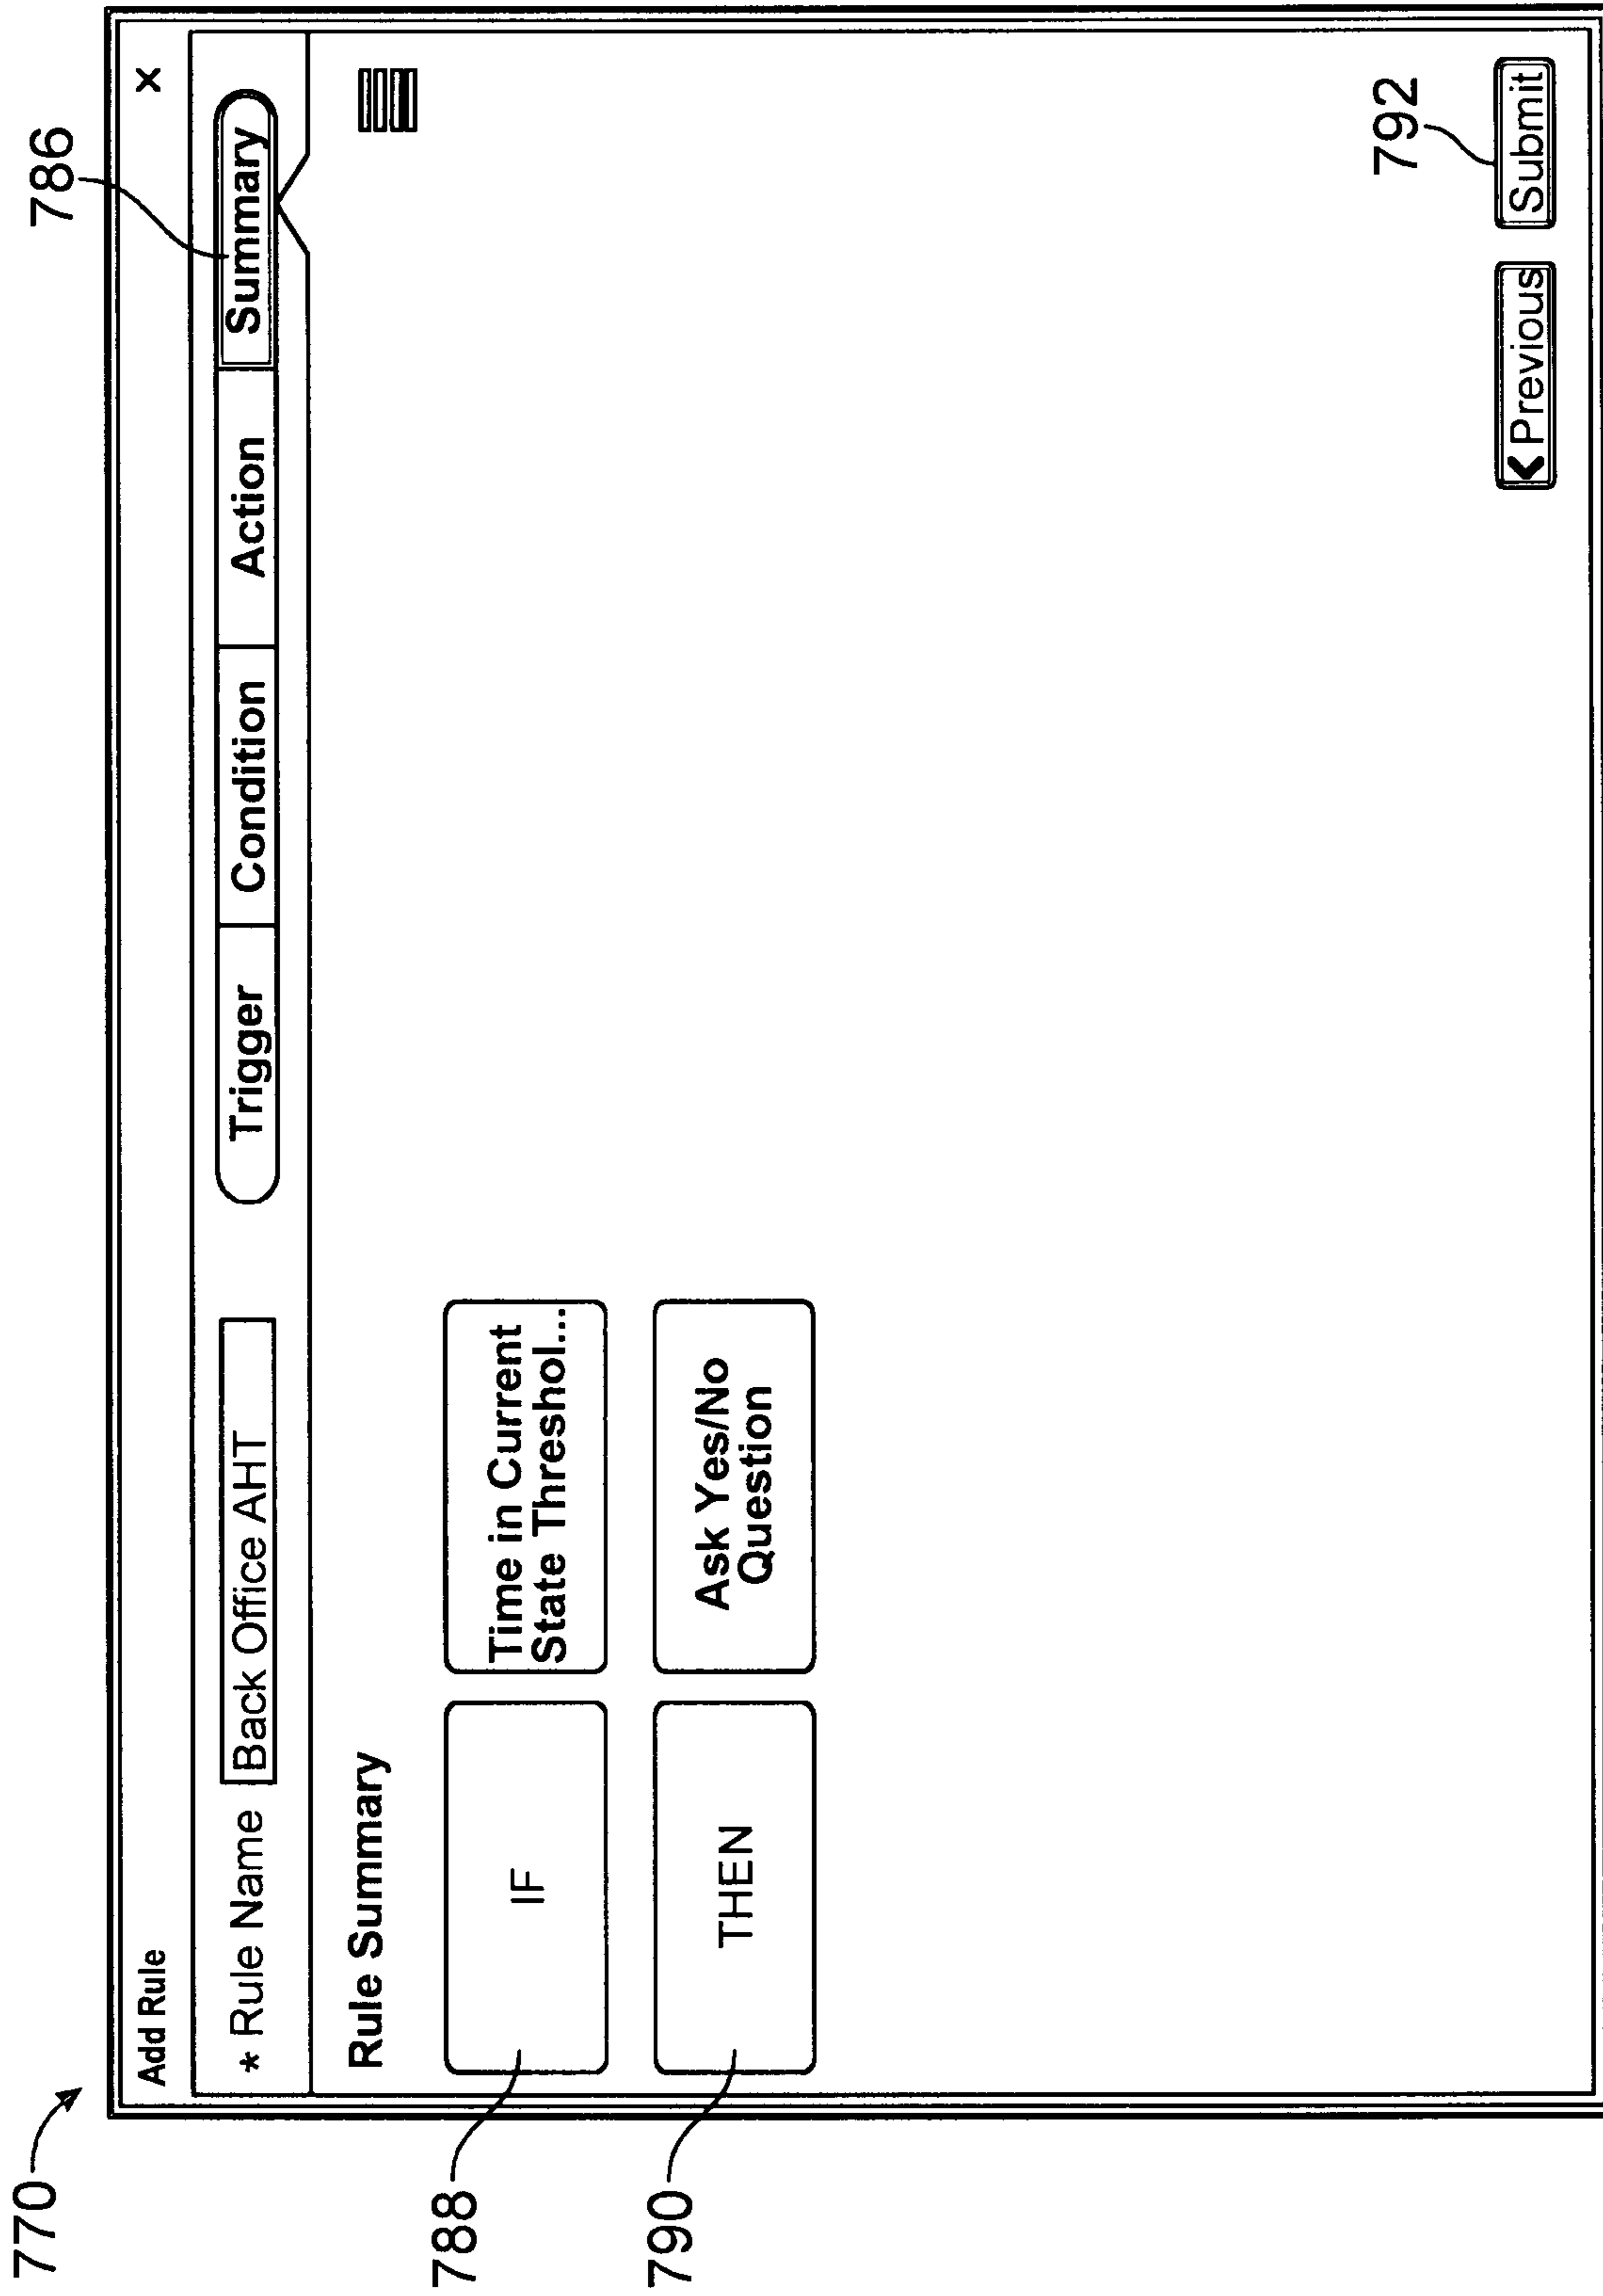 770
786
Add Rule
X
* Rule Name Back Office AHT
Trigger Condition Action Summary
Rule Summary
788
IF
Time in Current
State Threshol...
790
THEN
Ask Yes/No
Question
792
Previous Submit